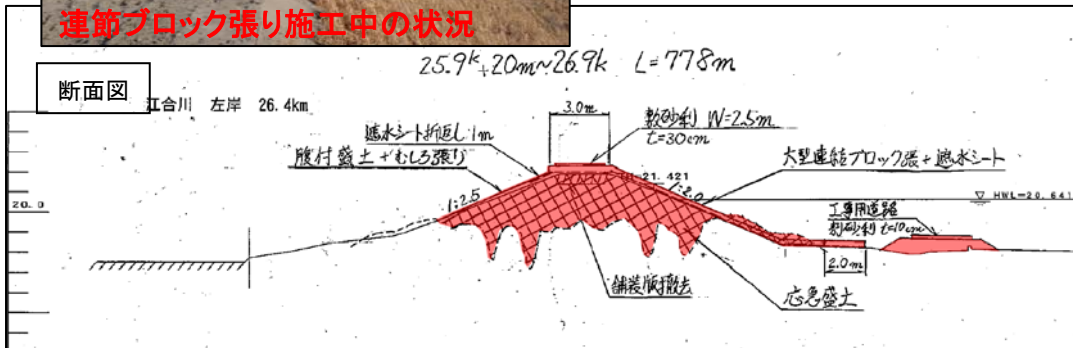 連節ブロック張り施工中の状況
25.9k+20m~26.9k L=778m
断面図
江合川 左岸 26.4km
3.0m
敷砂利 W=2.5m
t=30cm
遮水シート折返し1m
腹付盛土+むしろ張り
大型連結ブロック張+遮水シート
21.421
1:2.5
1:2.0
HWL=20.641
20.0
工事用道路
敷砂利 t=10cm
2.0m
舗装版撤去
応急盛土